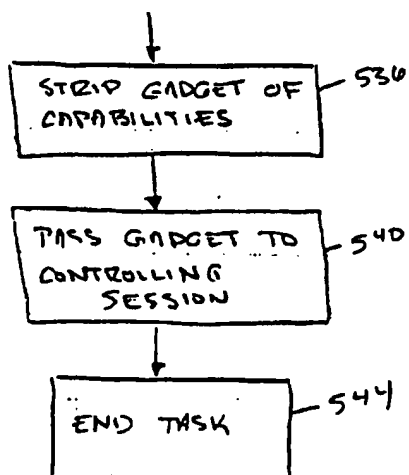 STRIP GADGET OF 536
CAPABILITIES
PASS GADGET TO 540
CONTROLLING
SESSION
END TASK 544